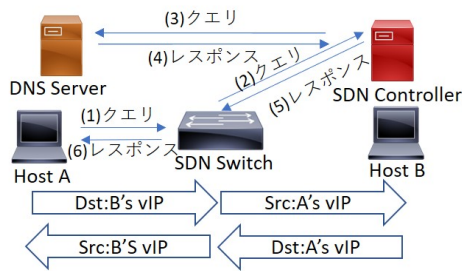 (3)クエリ
(4)レスポンス
DNS Server
(2)クエリ
(5)レスポンス
SDN Controller
(1)クエリ
(6)レスポンス
SDN Switch
Host A
Host B
Dst:B's vIP
Src:A's vIP
Src:B'S vIP
Dst:A's vIP